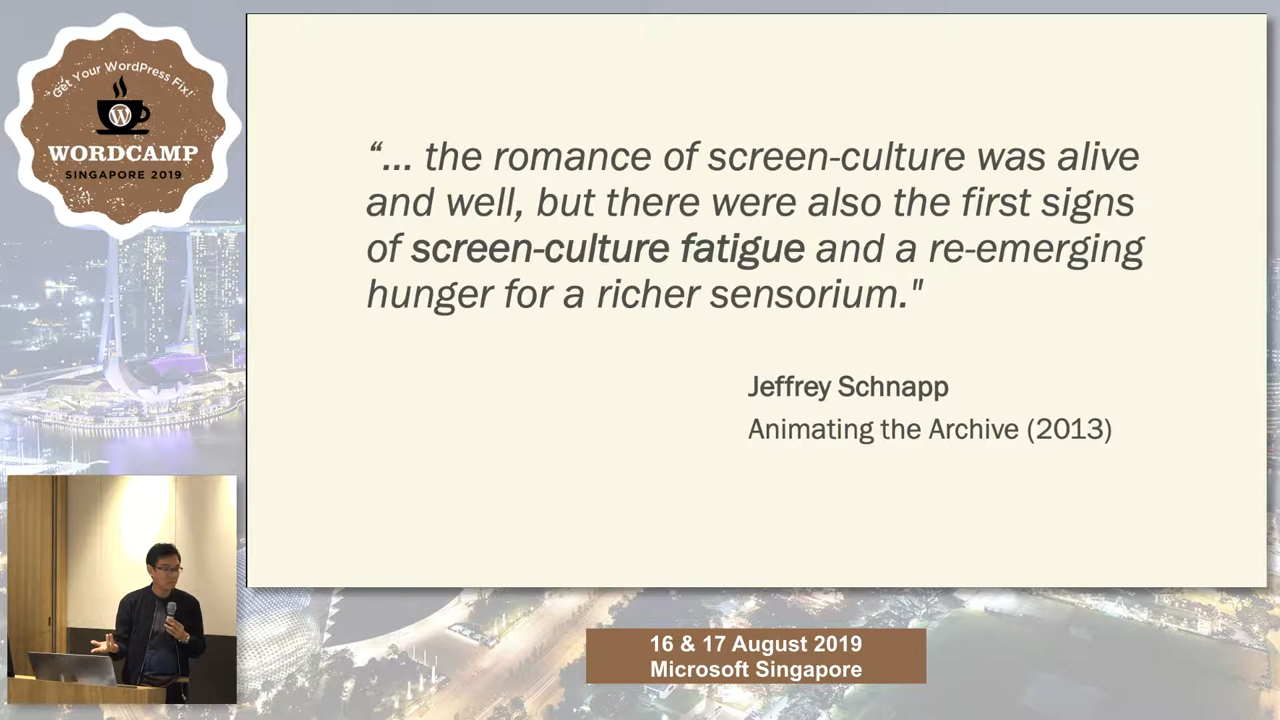 Get Your WordPress Fix!
W
WORDCAMP
SINGAPORE 2019
“... the romance of screen-culture was alive
and well, but there were also the first signs
of screen-culture fatigue and a re-emerging
hunger for a richer sensorium."
Jeffrey Schnapp
Animating the Archive (2013)
16 & 17 August 2019
Microsoft Singapore